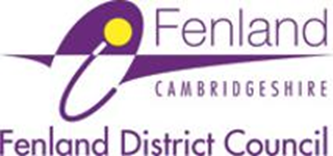 Fenland
CAMBRIDGESHIRE
Fenland District Council